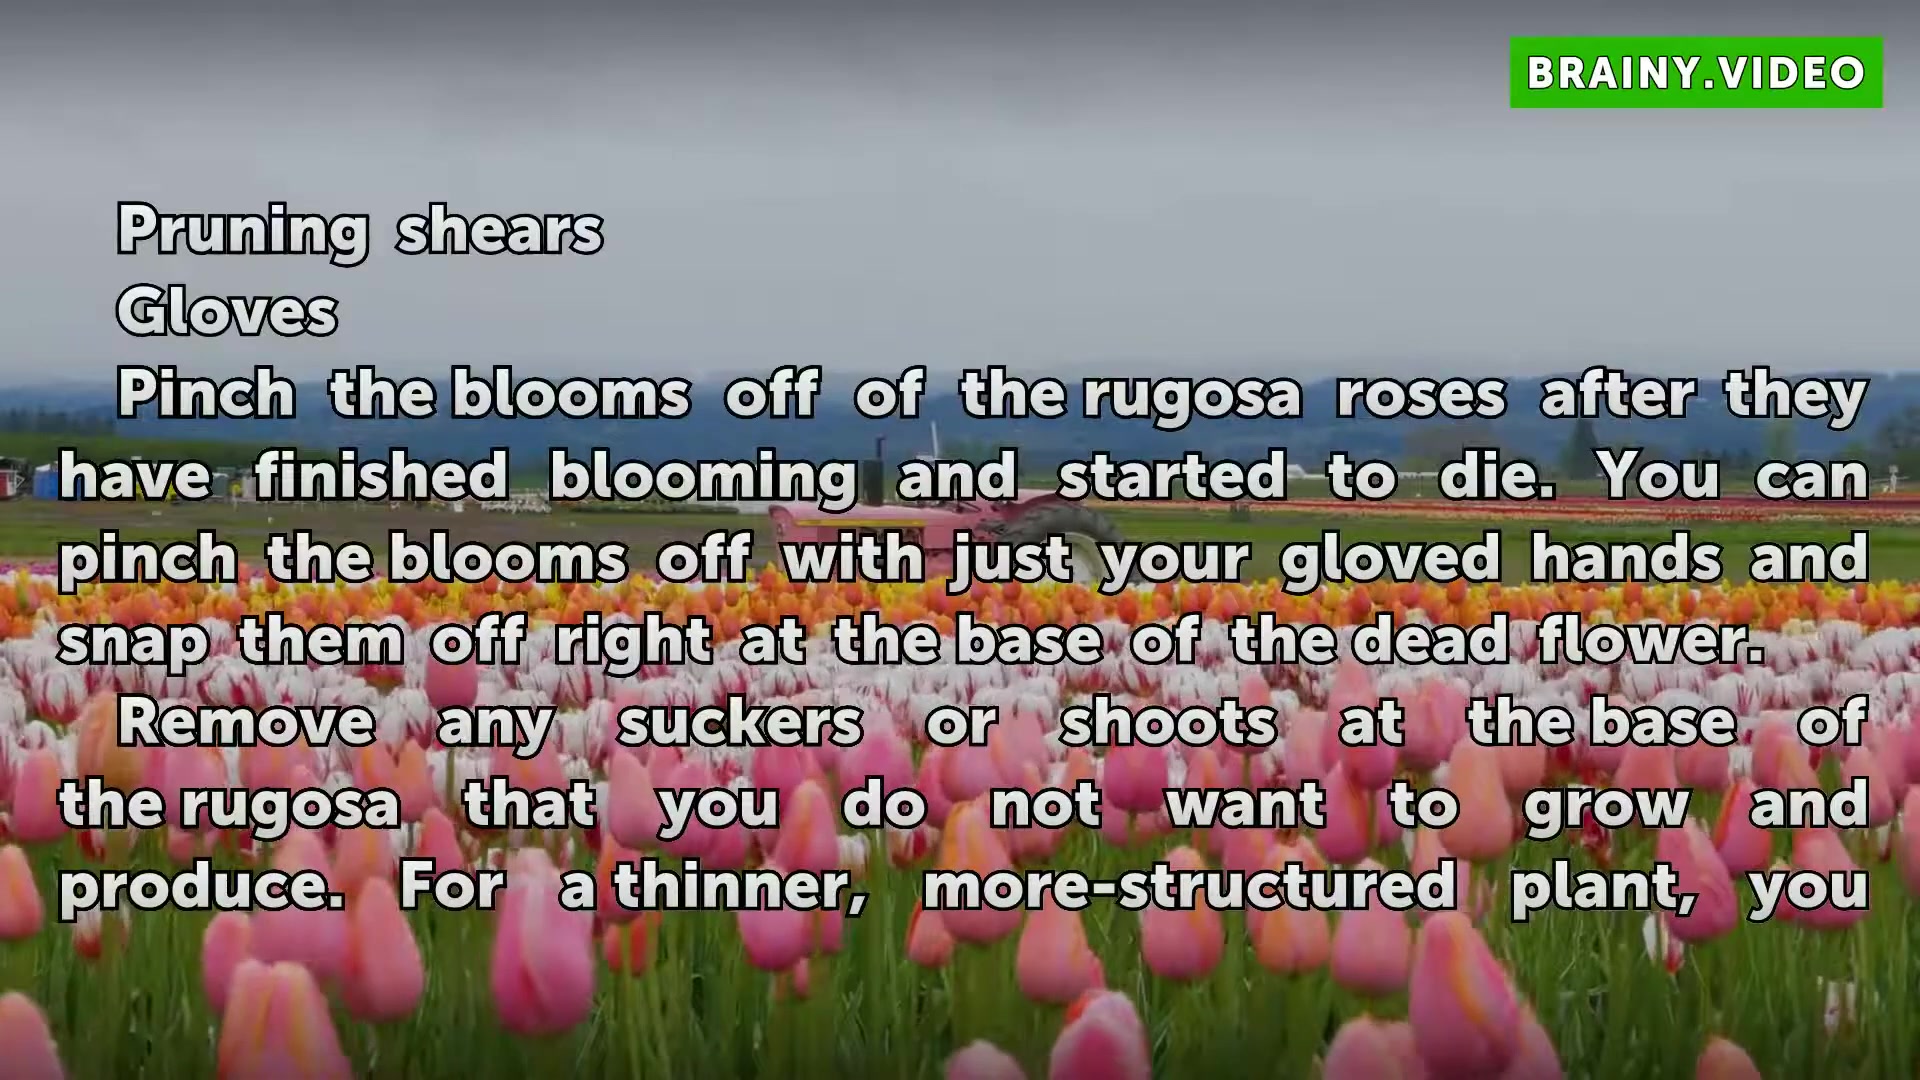 BRAINY.VIDEO
Pruning shears
Gloves
Pinch the blooms off of the rugosa roses after they
have finished blooming and started to die. You can
pinch the blooms off with just your gloved hands and
snap them off right at the base of the dead flower.
Remove any suckers or shoots at the base of
the rugosa that you do not want to grow and
produce. For a thinner, more-structured plant, you